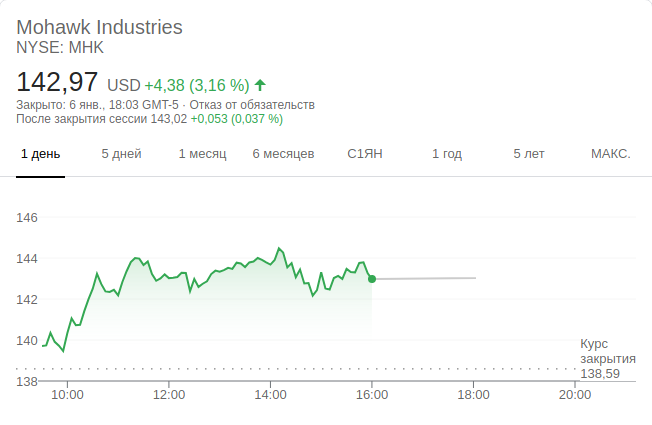 Mohawk Industries
NYSE: MHK
142,97 USD +4,38 (3,16 %)
Закрыто: 6 янв., 18:03 GMT-5 · Отказ от обязательств
После закрытия сессии 143,02 +0,053 (0,037 %)
1 день 5 дней 1 месяц 6 месяцев С1ЯН 1 год 5 лет МАКС.
146
144
142
140
Курс
закрытия
138,59
138
10:00 12:00 14:00 16:00 18:00 20:00